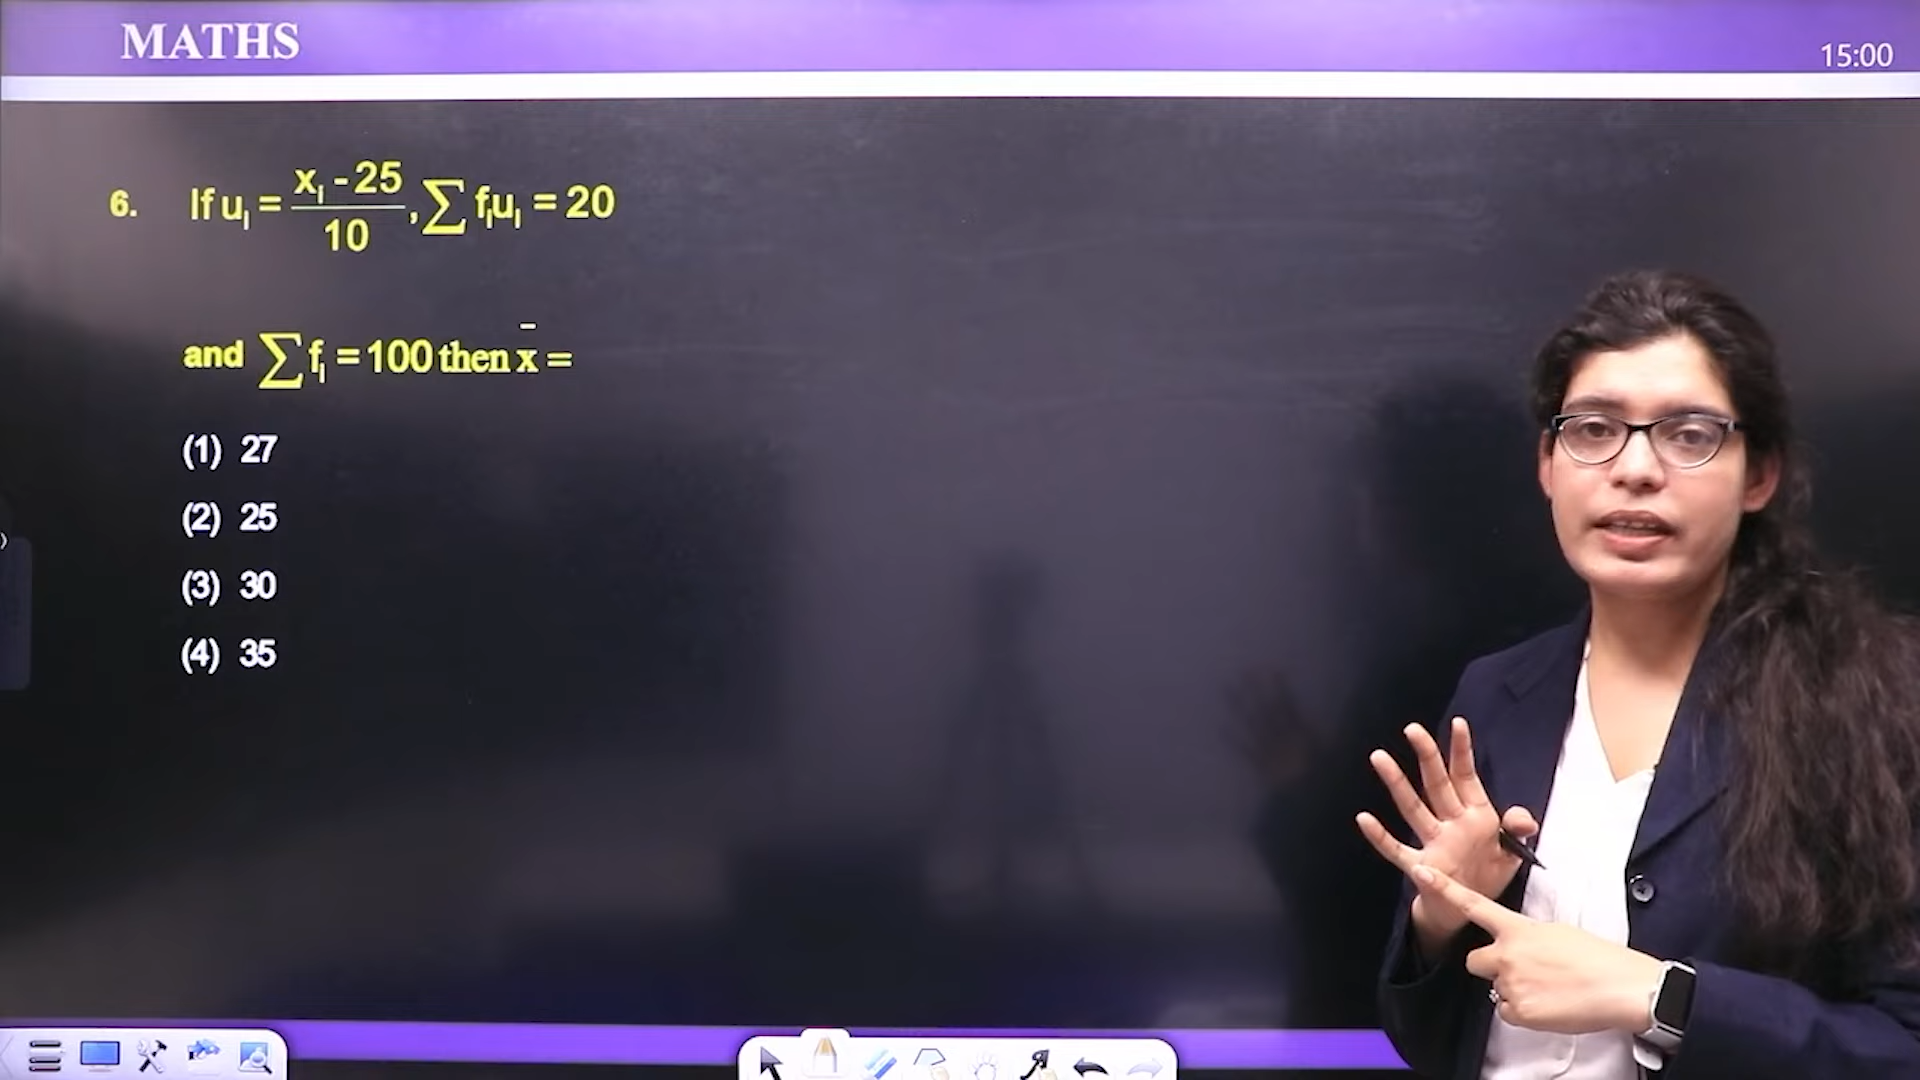 MATHS
15:00
6. If uᵢ = (xᵢ - 25)/10, ∑ fᵢuᵢ = 20
and ∑ fᵢ = 100 then x̄ =
(1) 27
(2) 25
(3) 30
(4) 35